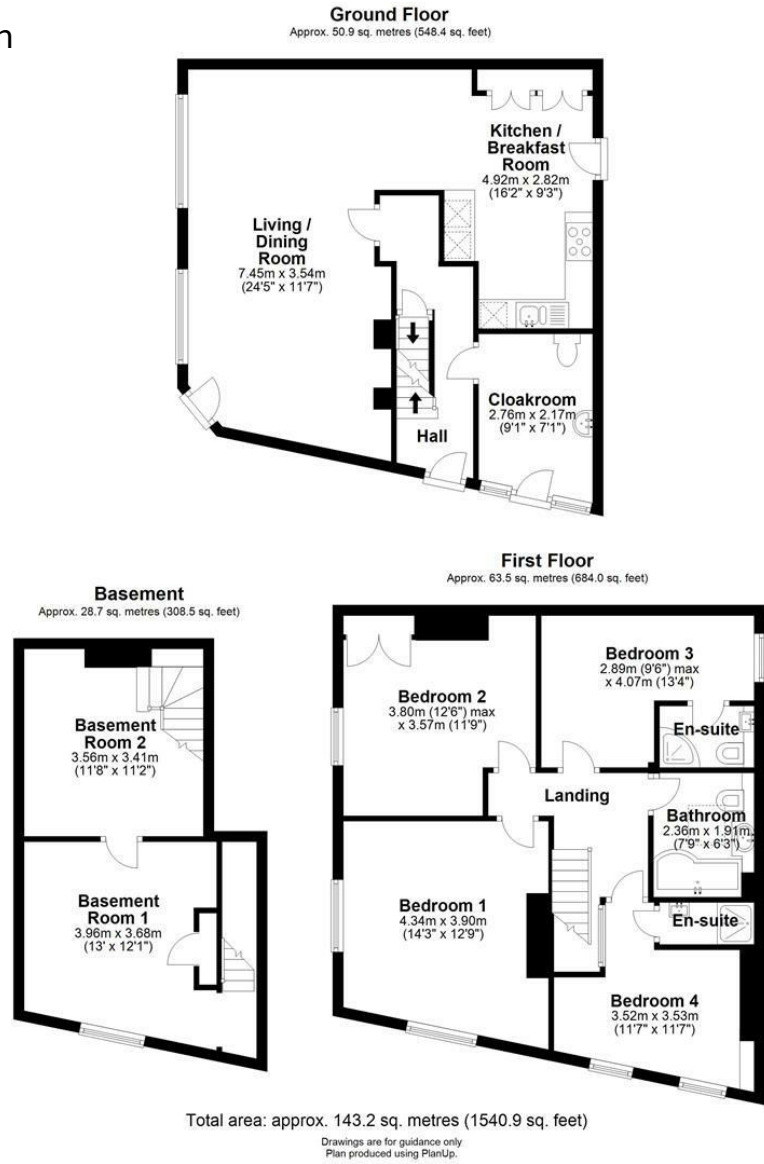 n
Ground Floor
Approx. 50.9 sq. metres (548.4 sq. feet)
Kitchen /
Breakfast
Room
4.92m x 2.82m
(16'2" x 9'3")
Living /
Dining
Room
7.45m x 3.54m
(24'5" x 11'7")
Cloakroom
2.76m x 2.17m
(9'1" x 7'1")
Hall
Basement
Approx. 28.7 sq. metres (308.5 sq. feet)
Basement
Room 2
3.56m x 3.41m
(11'8" x 11'2")
Basement
Room 1
3.96m x 3.68m
(13' x 12'1")
First Floor
Approx. 63.5 sq. metres (684.0 sq. feet)
Bedroom 3
2.89m (9'6") max
x 4.07m (13'4")
Bedroom 2
3.80m (12'6") max
x 3.57m (11'9")
En-suite
Landing
Bathroom
2.36m x 1.91m
(7'9" x 6'3")
Bedroom 1
4.34m x 3.90m
(14'3" x 12'9")
En-suite
Bedroom 4
3.52m x 3.53m
(11'7" x 11'7")
Total area: approx. 143.2 sq. metres (1540.9 sq. feet)
Drawings are for guidance only
Plan produced using PlanUp.